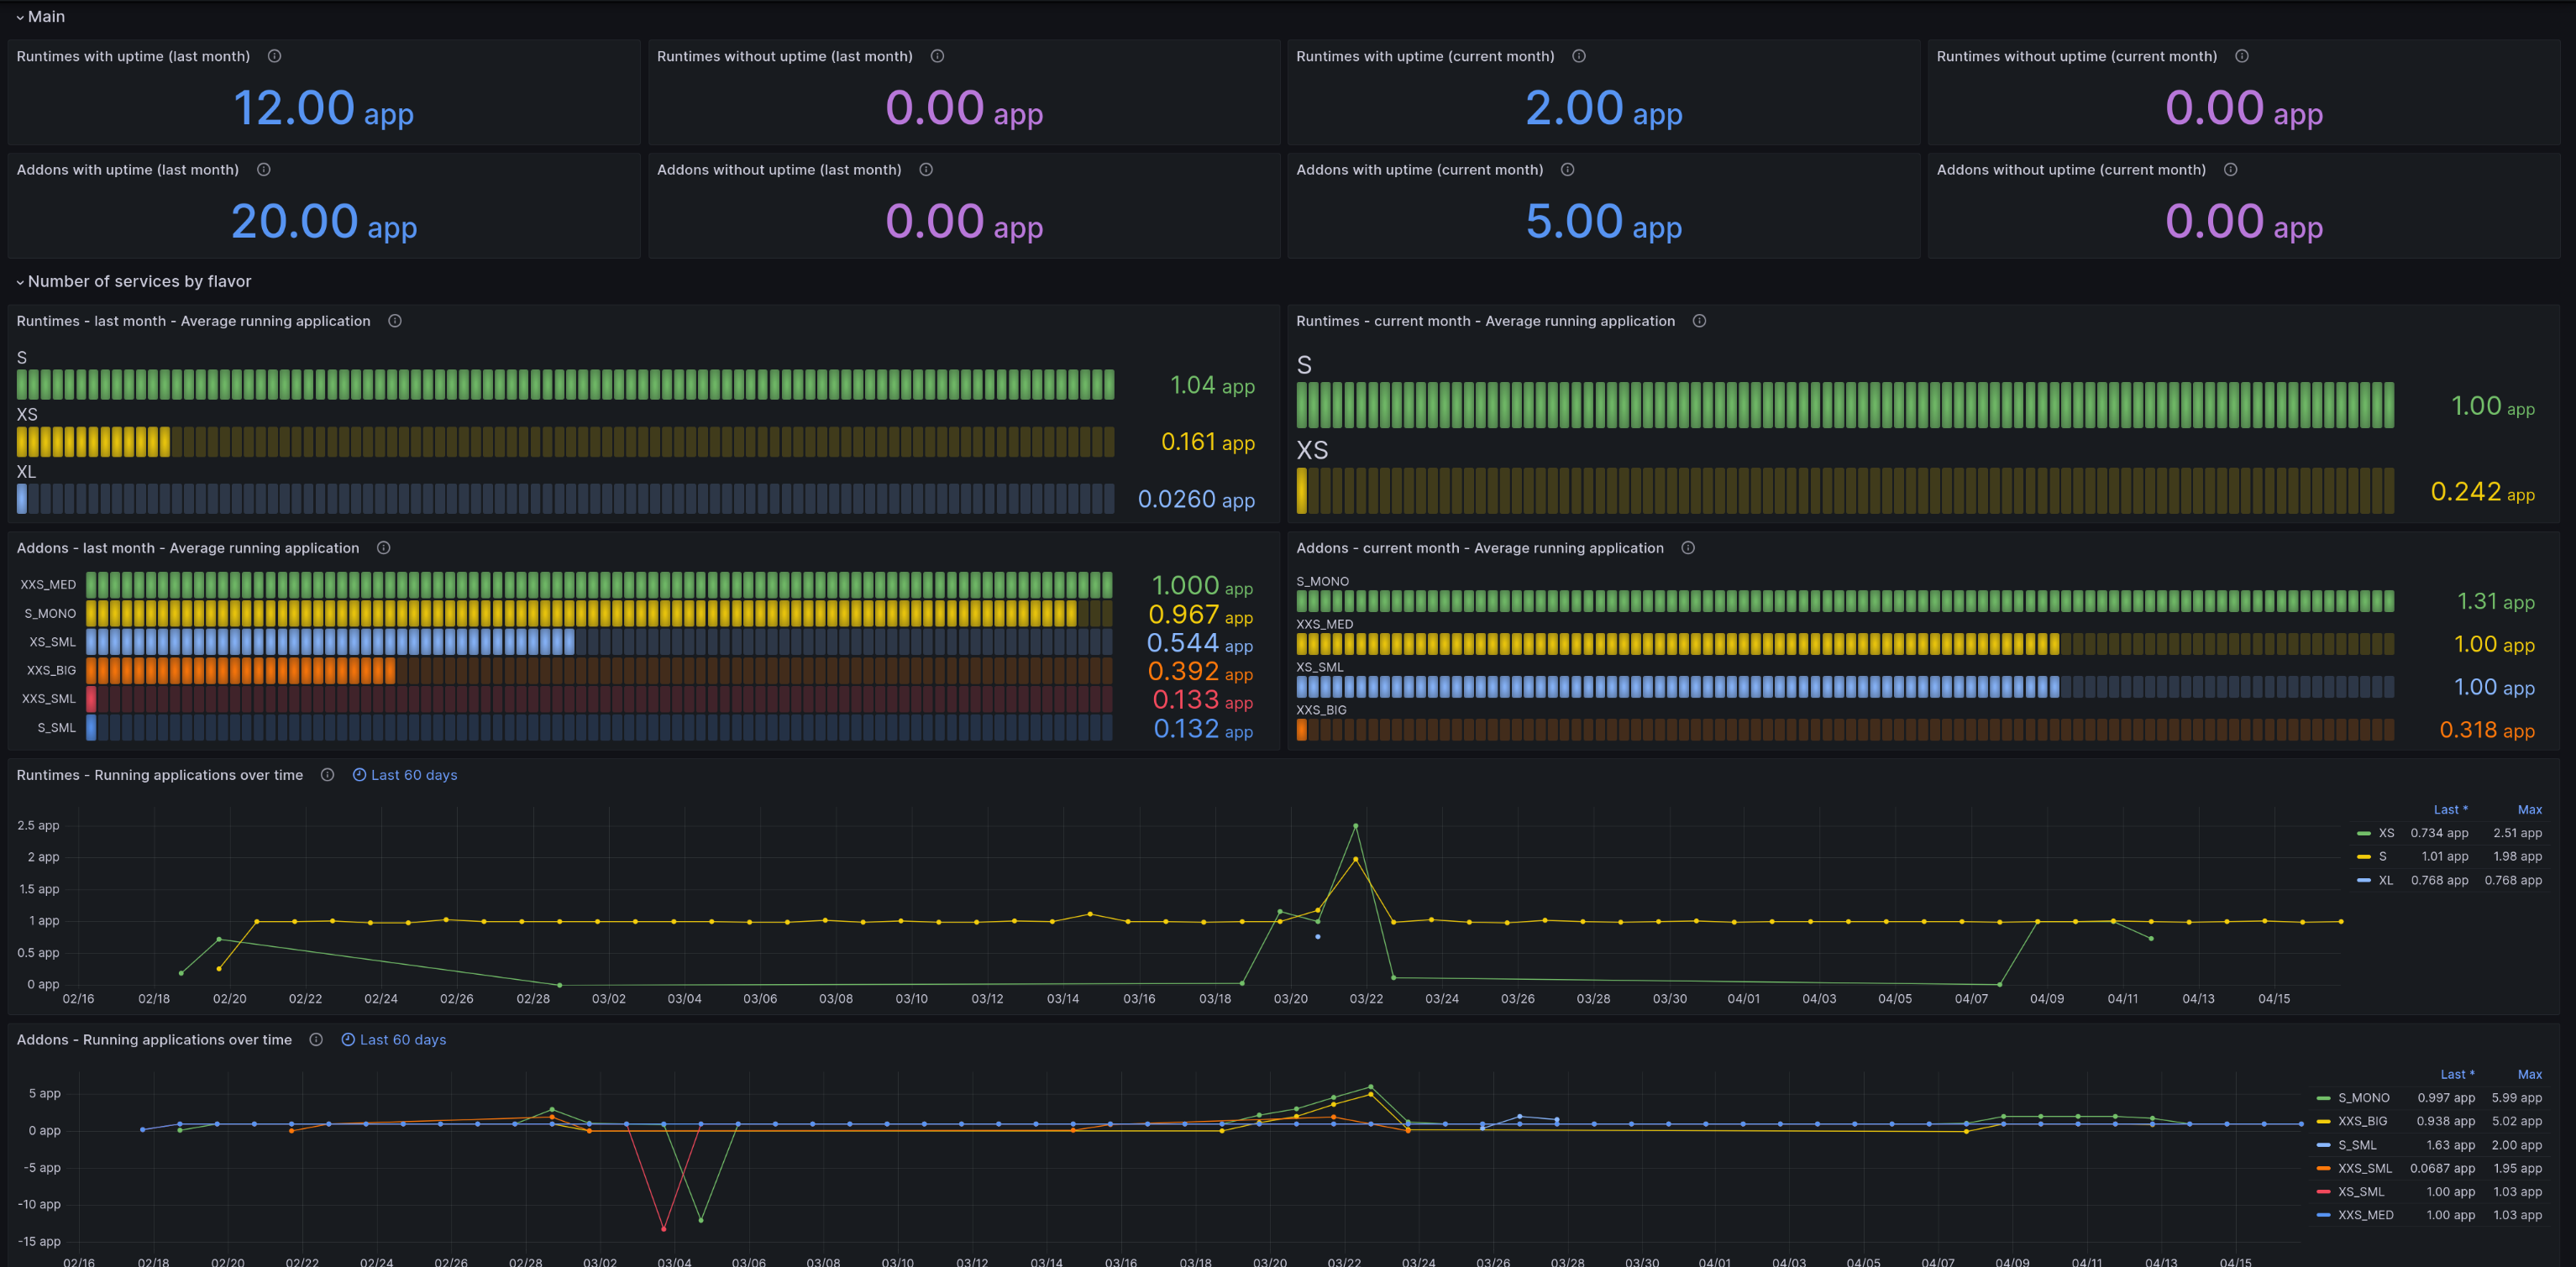 Main
Runtimes with uptime (last month)
12.00 app
Runtimes without uptime (last month)
0.00 app
Runtimes with uptime (current month)
2.00 app
Runtimes without uptime (current month)
0.00 app
Addons with uptime (last month)
20.00 app
Addons without uptime (last month)
0.00 app
Addons with uptime (current month)
5.00 app
Addons without uptime (current month)
0.00 app
Number of services by flavor
Runtimes - last month - Average running application
S
1.04 app
XS
0.161 app
XL
0.0260 app
Runtimes - current month - Average running application
S
1.00 app
XS
0.242 app
Addons - last month - Average running application
XXS_MED 1.000 app
S_MONO 0.967 app
XS_SML 0.544 app
XXS_BIG 0.392 app
XXS_SML 0.133 app
S_SML 0.132 app
Addons - current month - Average running application
S_MONO
1.31 app
XXS_MED
1.00 app
XS_SML
1.00 app
XXS_BIG
0.318 app
Runtimes - Running applications over time Last 60 days
2.5 app
2 app
1.5 app
1 app
0.5 app
0 app
02/16 02/18 02/20 02/22 02/24 02/26 02/28 03/02 03/04 03/06 03/08 03/10 03/12 03/14 03/16 03/18 03/20 03/22 03/24 03/26 03/28 03/30 04/01 04/03 04/05 04/07 04/09 04/11 04/13 04/15
Last * Max
XS 0.734 app 2.51 app
S 1.01 app 1.98 app
XL 0.768 app 0.768 app
Addons - Running applications over time Last 60 days
5 app
0 app
-5 app
-10 app
-15 app
02/16 02/18 02/20 02/22 02/24 02/26 02/28 03/02 03/04 03/06 03/08 03/10 03/12 03/14 03/16 03/18 03/20 03/22 03/24 03/26 03/28 03/30 04/01 04/03 04/05 04/07 04/09 04/11 04/13 04/15
Last * Max
S_MONO 0.997 app 5.99 app
XXS_BIG 0.938 app 5.02 app
S_SML 1.63 app 2.00 app
XXS_SML 0.0687 app 1.95 app
XS_SML 1.00 app 1.03 app
XXS_MED 1.00 app 1.03 app